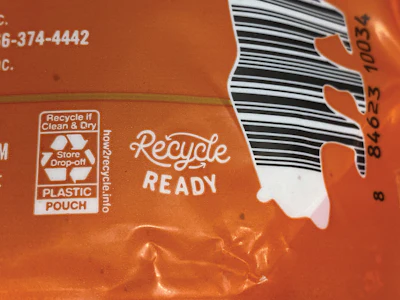 C.
6-374-4442
OC.
Recycle if
Clean & Dry
Store
Drop-off
PLASTIC
POUCH
how2recycle.info
Recycle
READY
M
8 84623 10034